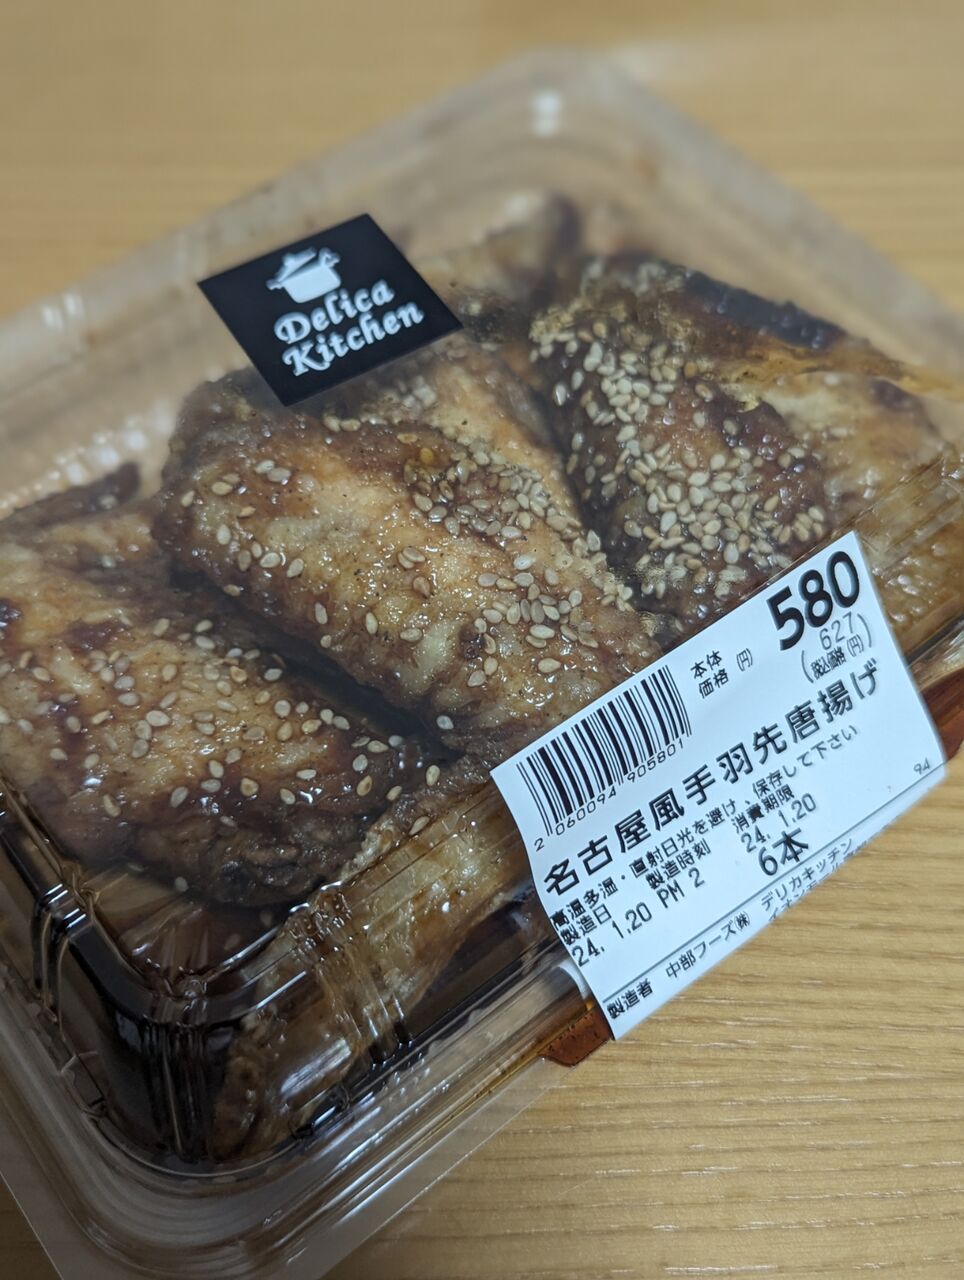 Delica
Kitchen
本体
価格 (円)
580
(627)
(税込価格(円))
2 060094 905801
名古屋風手羽先唐揚げ
高温多湿・直射日光を避け、保存して下さい
製造日 製造時刻 消費期限
24. 1.20 PM 2 24. 1.20
6本
94
製造者 中部フーズ㈱ デリカキッチン